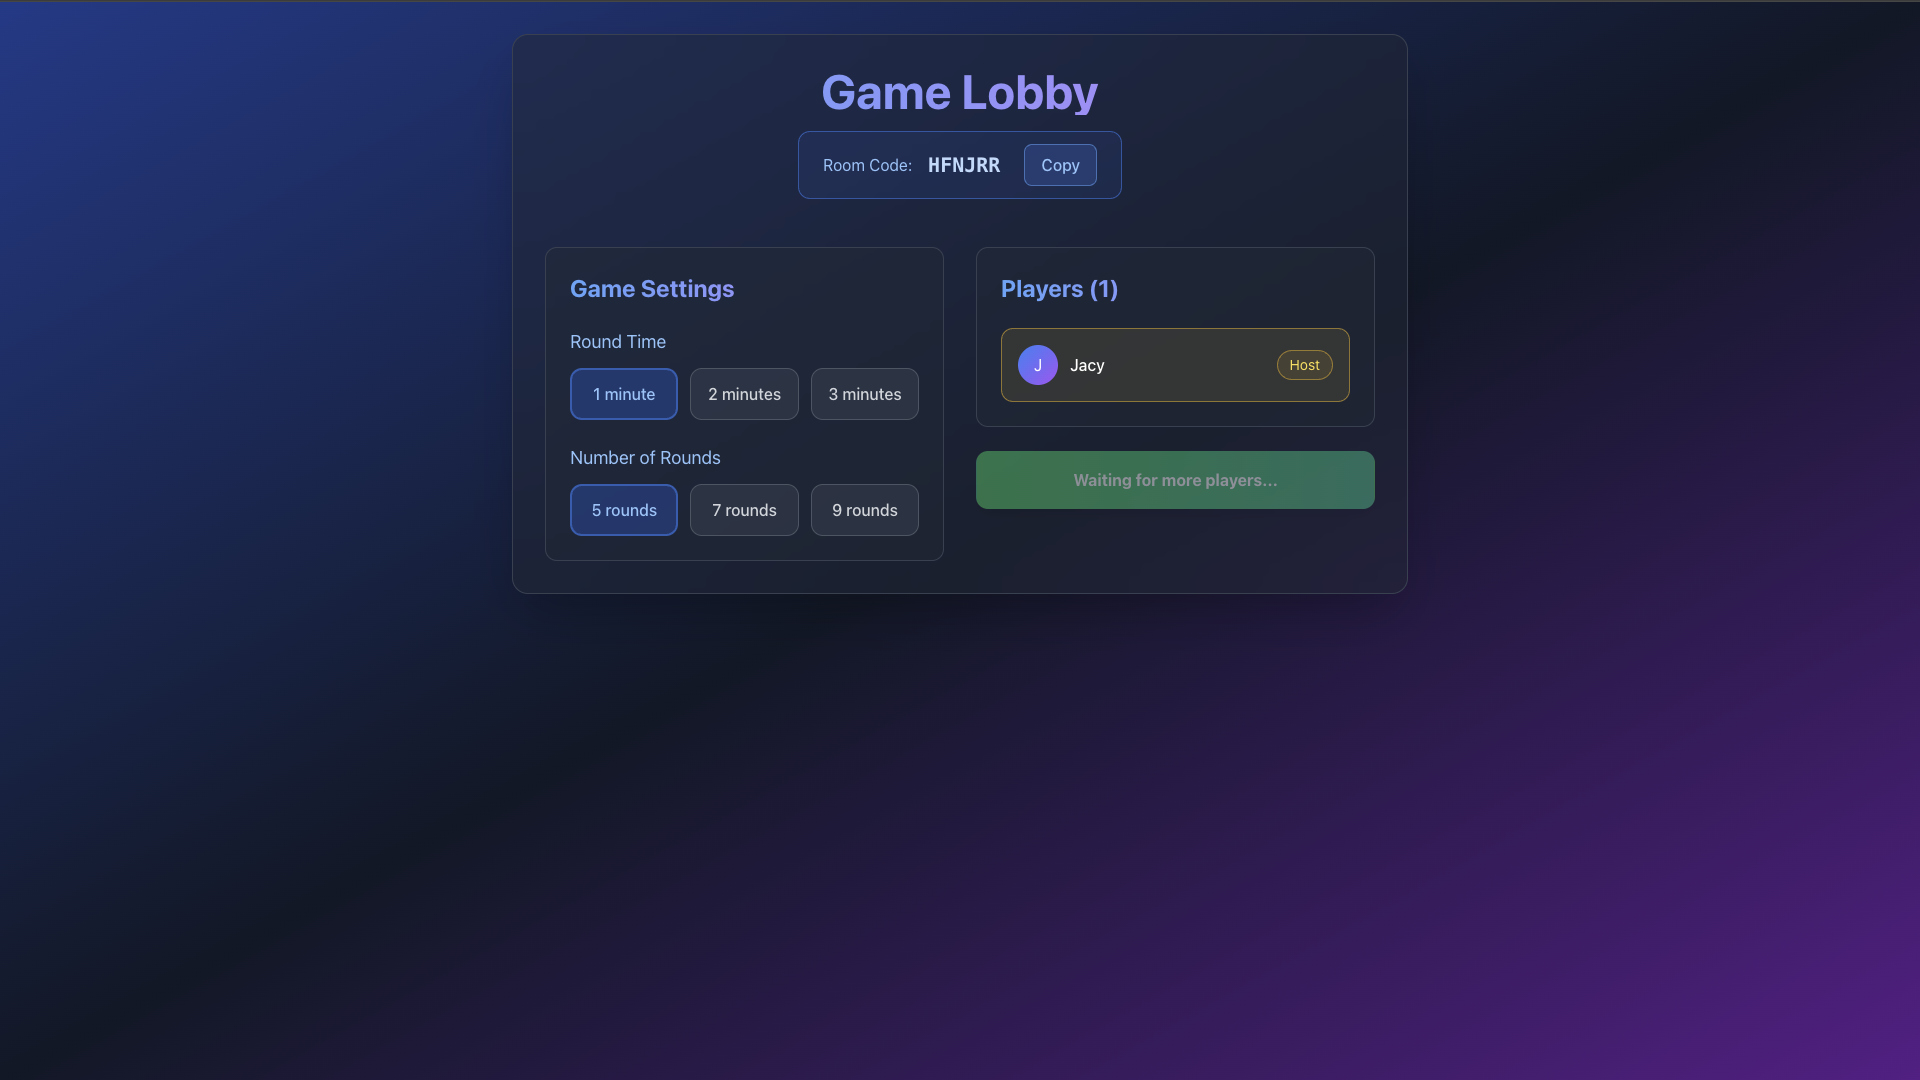 Game Lobby
Room Code: HFNJRR Copy
Game Settings
Round Time
1 minute 2 minutes 3 minutes
Number of Rounds
5 rounds 7 rounds 9 rounds
Players (1)
J Jacy Host
Waiting for more players...